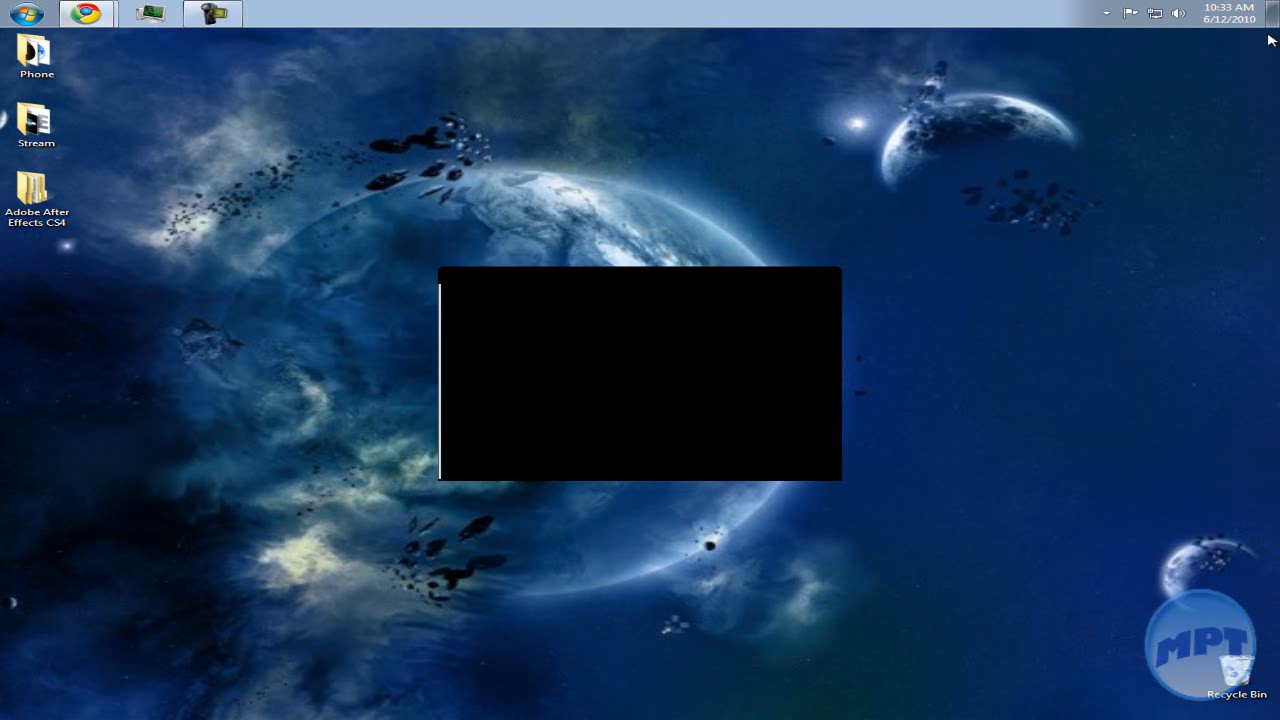 10:33 AM
6/12/2010
Phone
Stream
Adobe After
Effects CS4
MPT
Recycle Bin